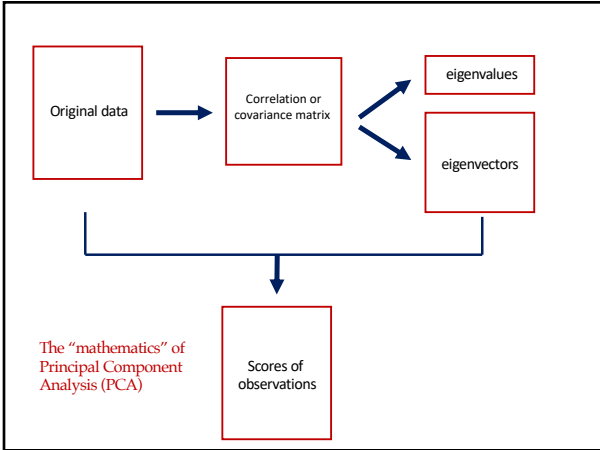 Original data
Correlation or
covariance matrix
eigenvalues
eigenvectors
The “mathematics” of
Principal Component
Analysis (PCA)
Scores of
observations